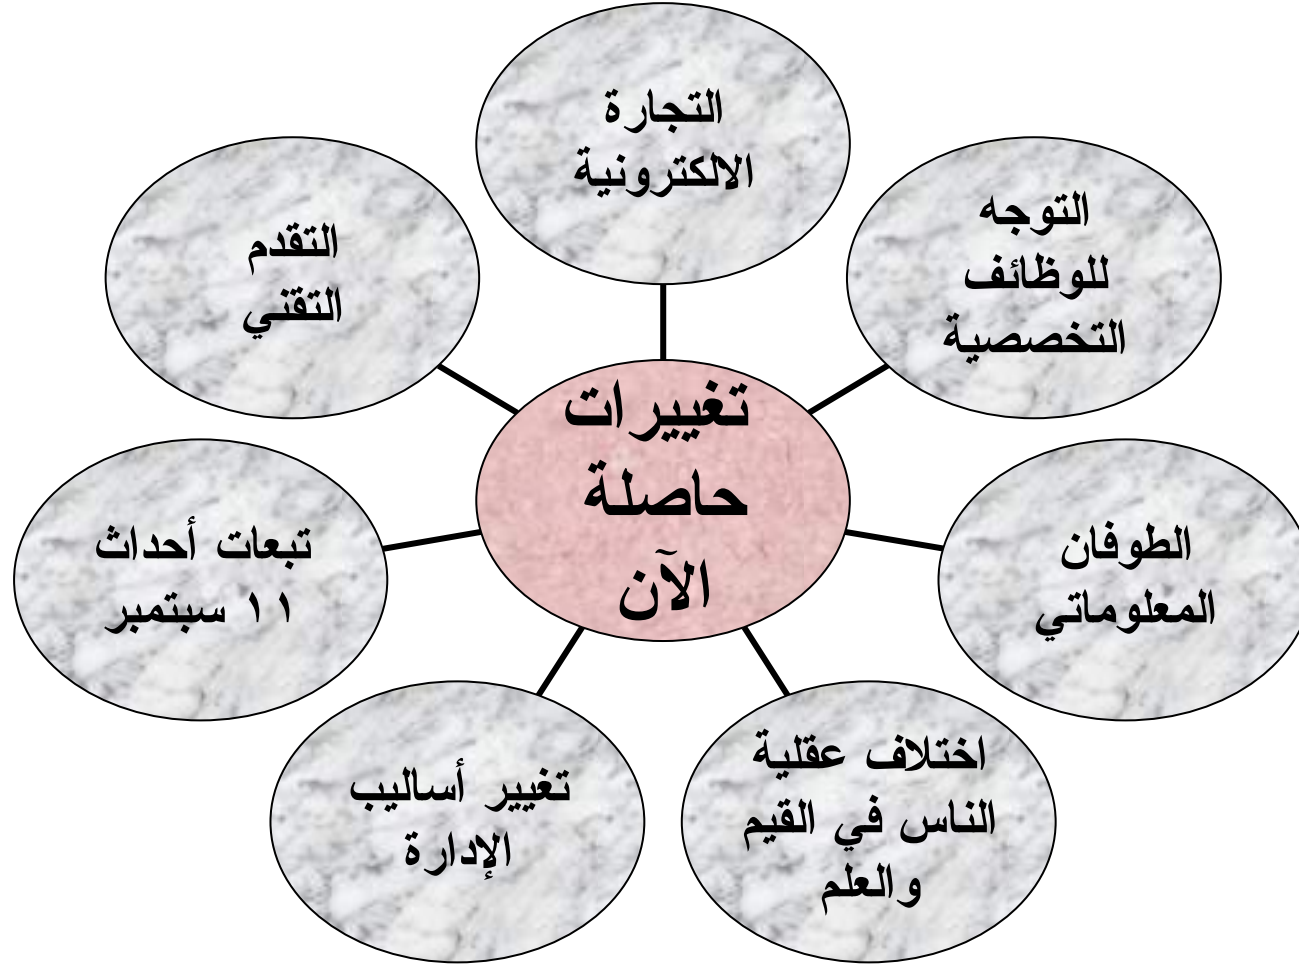 التجارة
الالكترونية
التوجه
للوظائف
التخصصية
التقدم
التقني
تغييرات
حاصلة
الآن
الطوفان
المعلوماتي
تبعات أحداث
١١ سبتمبر
اختلاف عقلية
الناس في القيم
والعلم
تغيير أساليب
الإدارة